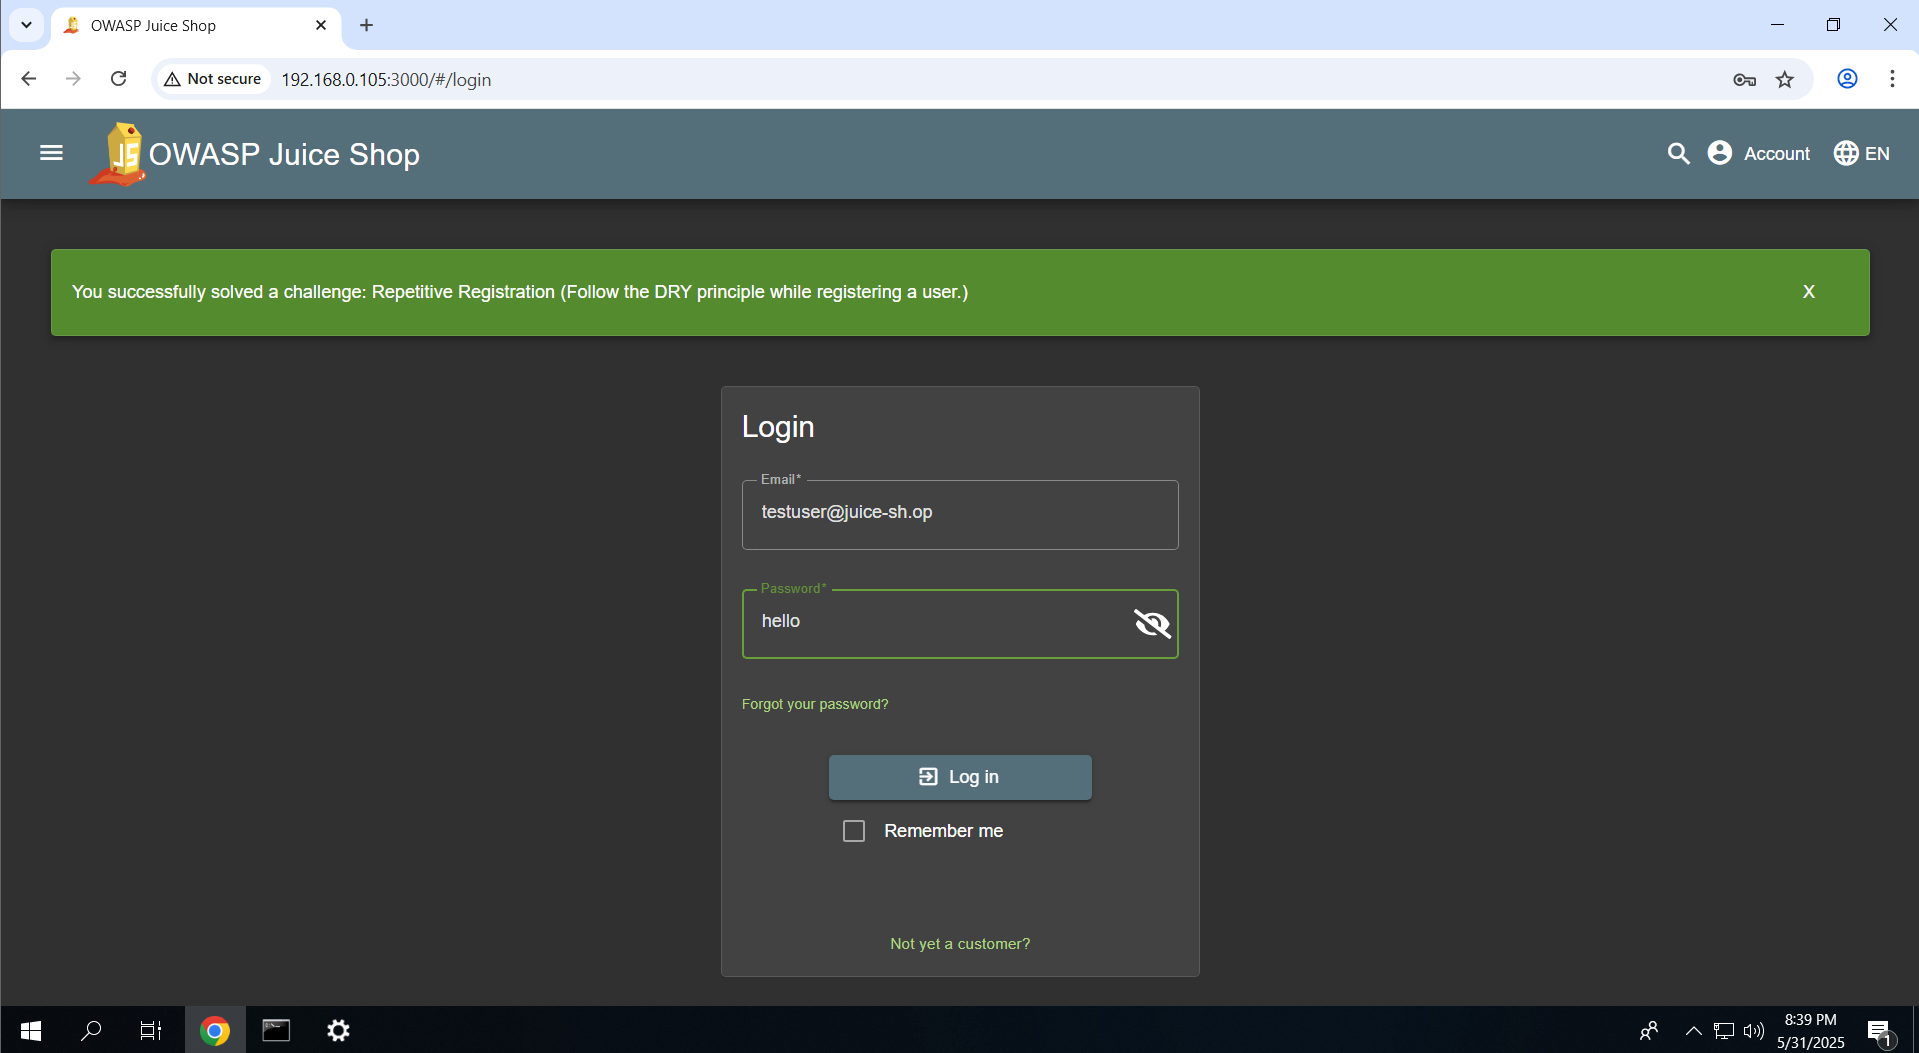 OWASP Juice Shop
Not secure
192.168.0.105:3000/#/login
JS
OWASP Juice Shop
Account
EN
You successfully solved a challenge: Repetitive Registration (Follow the DRY principle while registering a user.)
X
Login
Email*
testuser@juice-sh.op
Password*
hello
Forgot your password?
Log in
Remember me
Not yet a customer?
8:39 PM
5/31/2025
1